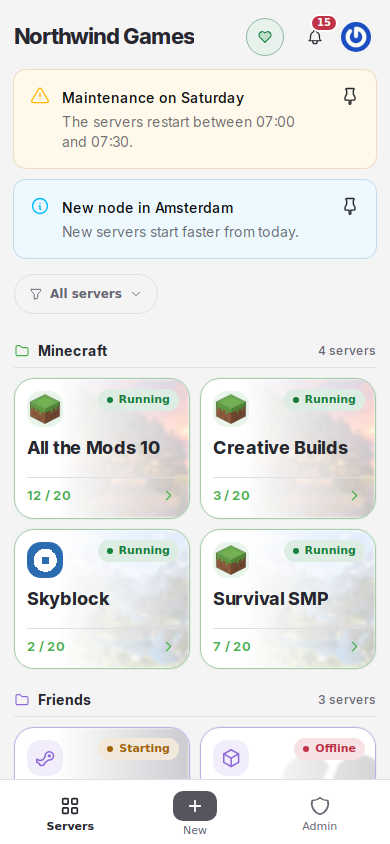 Northwind Games
15
Maintenance on Saturday
The servers restart between 07:00
and 07:30.
New node in Amsterdam
New servers start faster from today.
All servers
Minecraft
4 servers
Running
All the Mods 10
12 / 20
Running
Creative Builds
3 / 20
Running
Skyblock
2 / 20
Running
Survival SMP
7 / 20
Friends
3 servers
Starting
Offline
Servers
New
Admin